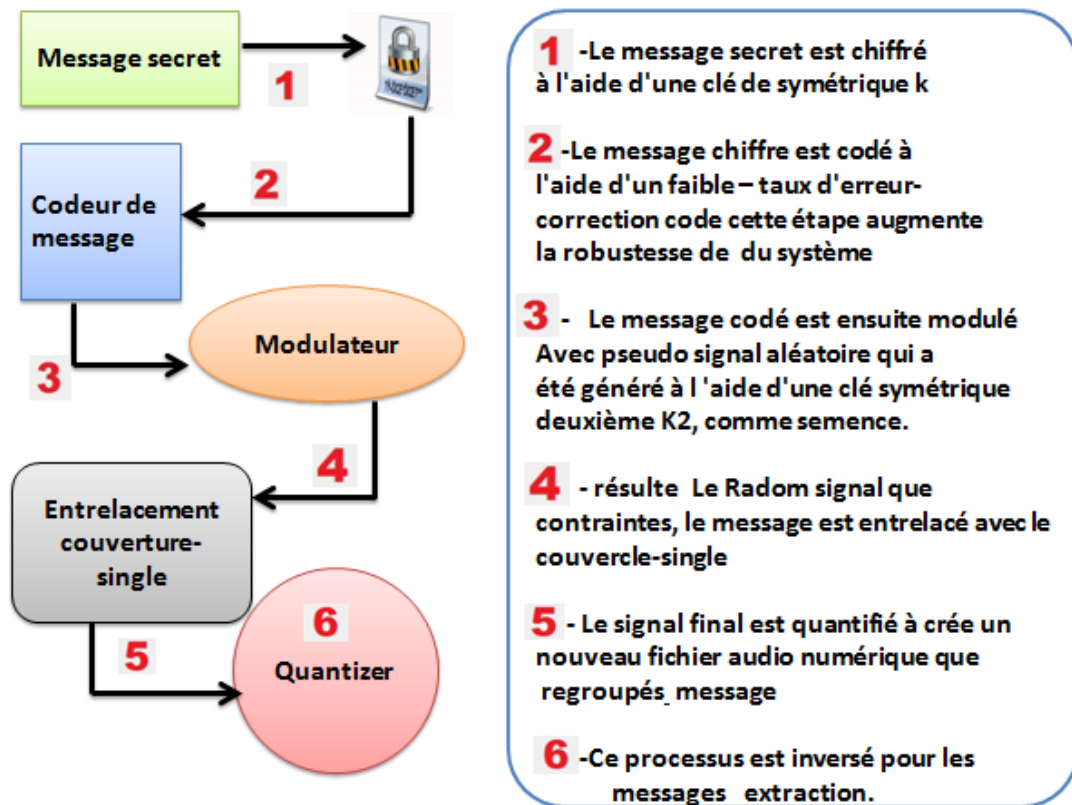 Message secret
1
2
Codeur de
message
3
Modulateur
4
Entrelacement
couverture-
single
5
6
Quantizer
1 -Le message secret est chiffré
à l'aide d'une clé de symétrique k
2 -Le message chiffre est codé à
l'aide d'un faible – taux d'erreur-
correction code cette étape augmente
la robustesse de du système
3 - Le message codé est ensuite modulé
Avec pseudo signal aléatoire qui a
été généré à l 'aide d'une clé symétrique
deuxième K2, comme semence.
4 - résulte Le Radom signal que
contraintes, le message est entrelacé avec le
couvercle-single
5 - Le signal final est quantifié à crée un
nouveau fichier audio numérique que
regroupés message
6 -Ce processus est inversé pour les
messages extraction.